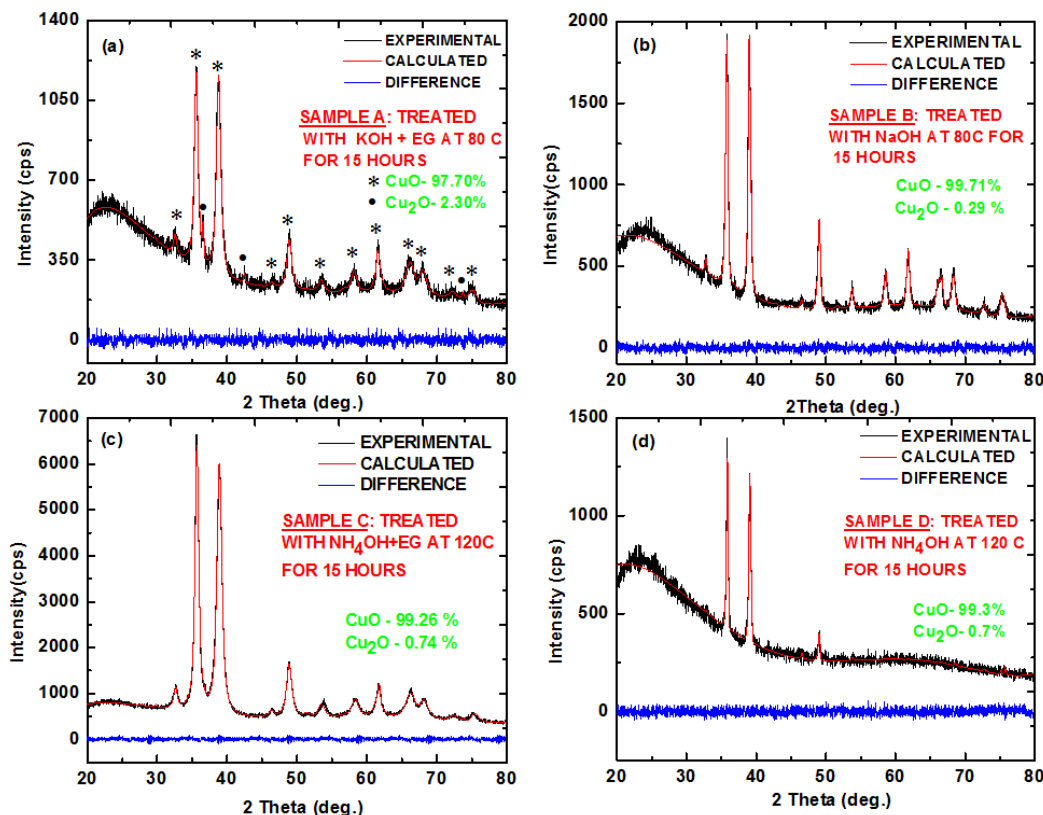 (a)
EXPERIMENTAL
CALCULATED
DIFFERENCE
SAMPLE A: TREATED
WITH KOH + EG AT 80 C
FOR 15 HOURS
* CuO- 97.70%
• Cu₂O- 2.30%
1400
1050
700
350
0
Intensity (cps)
20 30 40 50 60 70 80
2 Theta (deg.)
(b)
EXPERIMENTAL
CALCULATED
DIFFERENCE
SAMPLE B: TREATED
WITH NaOH AT 80C FOR
15 HOURS
CuO - 99.71%
Cu₂O - 0.29 %
2000
1500
1000
500
0
Intensity(cps)
20 30 40 50 60 70 80
2Theta (deg.)
(c)
EXPERIMENTAL
CALCULATED
DIFFERENCE
SAMPLE C: TREATED
WITH NH₄OH+EG AT 120C
FOR 15 HOURS
CuO - 99.26 %
Cu₂O - 0.74 %
7000
6000
5000
4000
3000
2000
1000
0
Intensity(cps)
20 30 40 50 60 70 80
2 Theta (deg.)
(d)
EXPERIMENTAL
CALCULATED
DIFFERENCE
SAMPLE D: TREATED
WITH NH₄OH AT 120 C
FOR 15 HOURS
CuO- 99.3%
Cu₂O- 0.7%
1500
1000
500
0
Intensity (cps)
20 30 40 50 60 70 80
2 Theta (deg.)